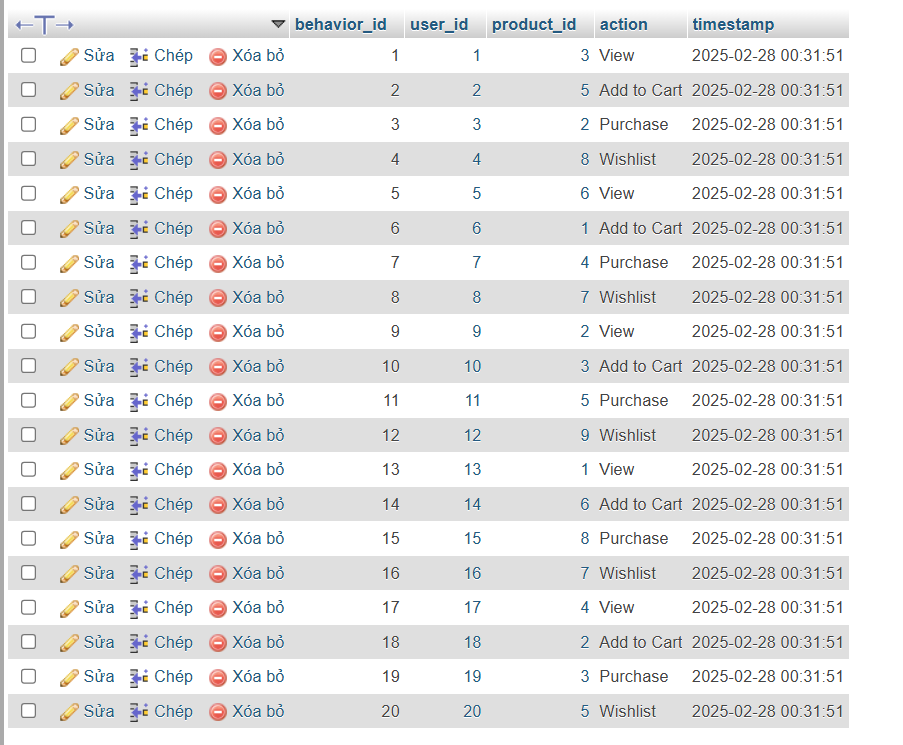 behavior_id user_id product_id action timestamp
Sửa Chép Xóa bỏ 1 1 3 View 2025-02-28 00:31:51
Sửa Chép Xóa bỏ 2 2 5 Add to Cart 2025-02-28 00:31:51
Sửa Chép Xóa bỏ 3 3 2 Purchase 2025-02-28 00:31:51
Sửa Chép Xóa bỏ 4 4 8 Wishlist 2025-02-28 00:31:51
Sửa Chép Xóa bỏ 5 5 6 View 2025-02-28 00:31:51
Sửa Chép Xóa bỏ 6 6 1 Add to Cart 2025-02-28 00:31:51
Sửa Chép Xóa bỏ 7 7 4 Purchase 2025-02-28 00:31:51
Sửa Chép Xóa bỏ 8 8 7 Wishlist 2025-02-28 00:31:51
Sửa Chép Xóa bỏ 9 9 2 View 2025-02-28 00:31:51
Sửa Chép Xóa bỏ 10 10 3 Add to Cart 2025-02-28 00:31:51
Sửa Chép Xóa bỏ 11 11 5 Purchase 2025-02-28 00:31:51
Sửa Chép Xóa bỏ 12 12 9 Wishlist 2025-02-28 00:31:51
Sửa Chép Xóa bỏ 13 13 1 View 2025-02-28 00:31:51
Sửa Chép Xóa bỏ 14 14 6 Add to Cart 2025-02-28 00:31:51
Sửa Chép Xóa bỏ 15 15 8 Purchase 2025-02-28 00:31:51
Sửa Chép Xóa bỏ 16 16 7 Wishlist 2025-02-28 00:31:51
Sửa Chép Xóa bỏ 17 17 4 View 2025-02-28 00:31:51
Sửa Chép Xóa bỏ 18 18 2 Add to Cart 2025-02-28 00:31:51
Sửa Chép Xóa bỏ 19 19 3 Purchase 2025-02-28 00:31:51
Sửa Chép Xóa bỏ 20 20 5 Wishlist 2025-02-28 00:31:51